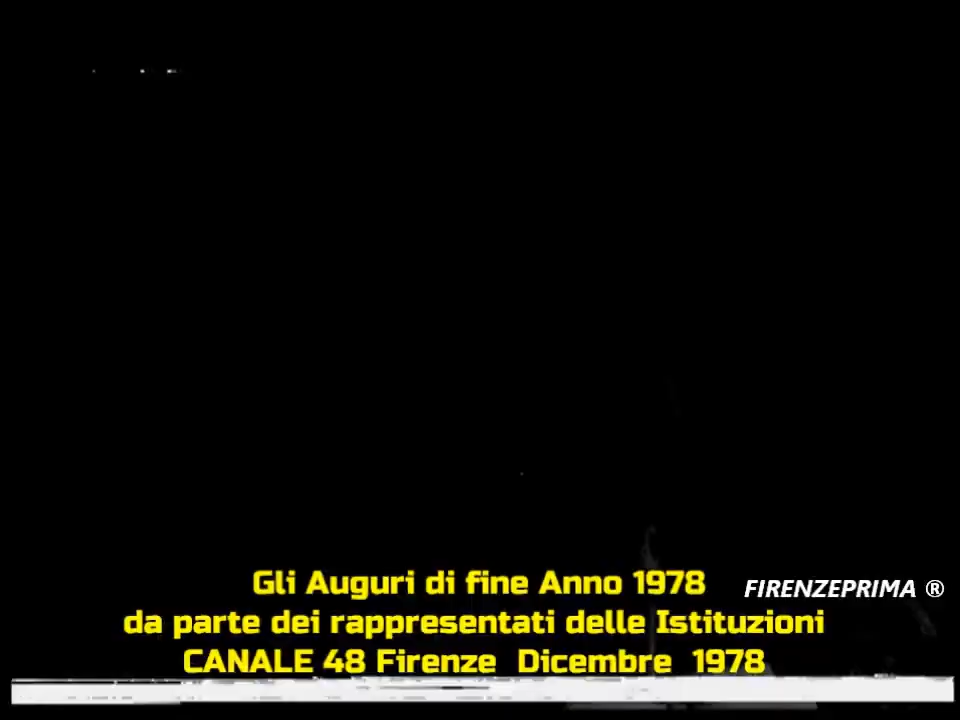 Gli Auguri di fine Anno 1978
FIRENZEPRIMA ®
da parte dei rappresentati delle Istituzioni
CANALE 48 Firenze Dicembre 1978